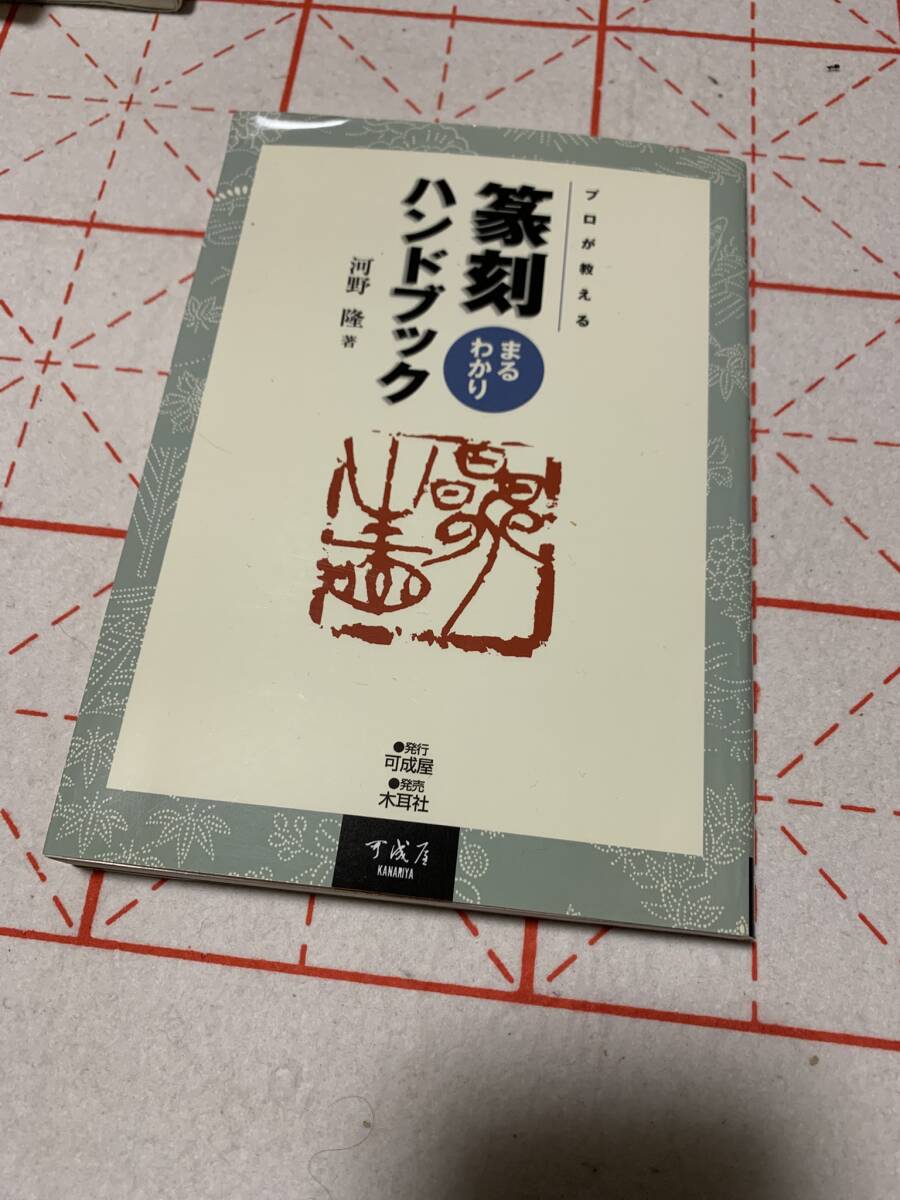 プロが教える
篆刻
まる
わかり
ハンドブック
河野 隆 著
●発行
可成屋
●発売
木耳社
可成屋
KANARIYA